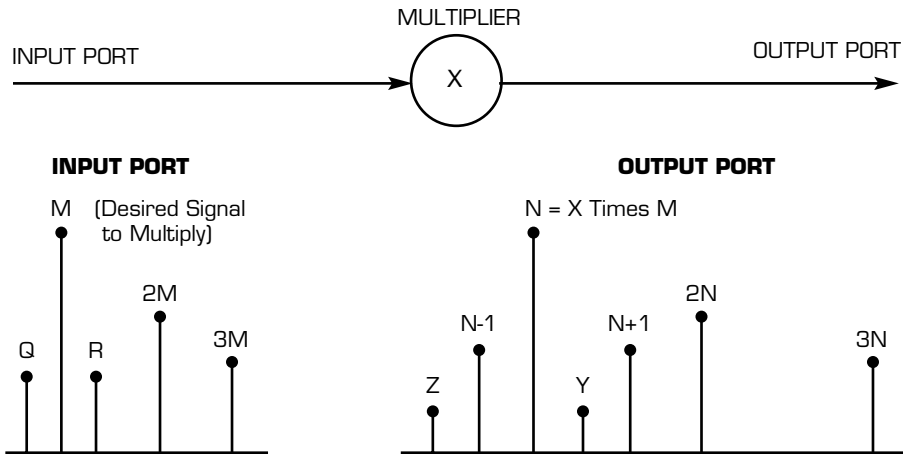 MULTIPLIER
INPUT PORT
OUTPUT PORT
X
INPUT PORT
OUTPUT PORT
M (Desired Signal
to Multiply)
N = X Times M
2M
2N
Q
R
3M
N-1
N+1
3N
Z
Y